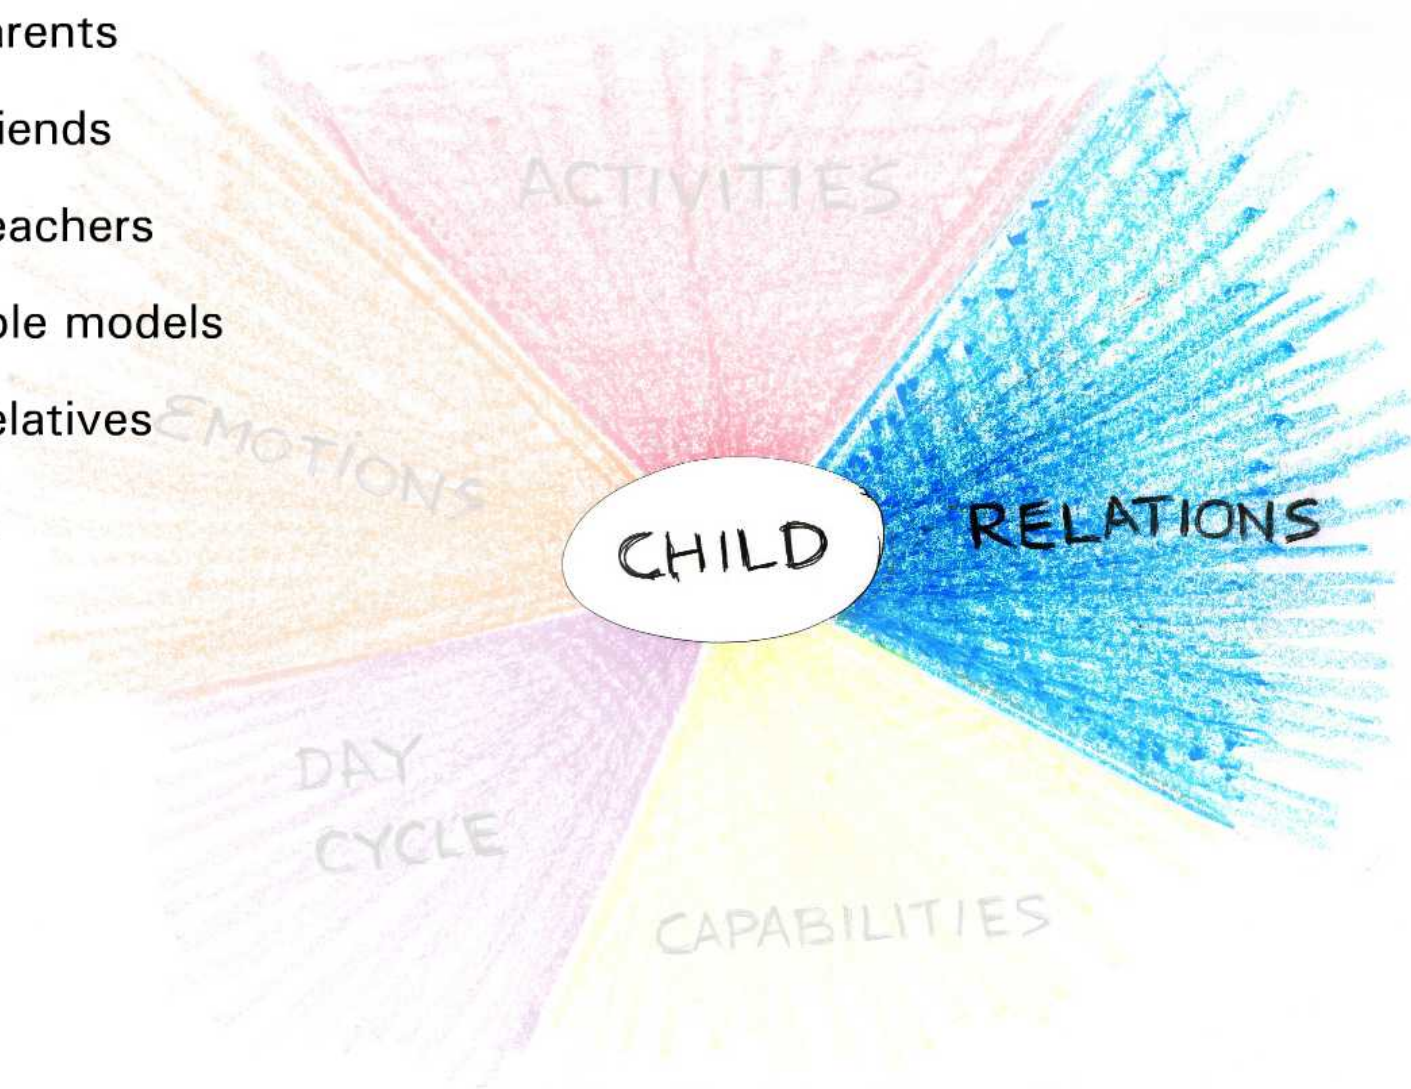 arents
iends
eachers
ole models
elatives
ACTIVITIES
EMOTIONS
RELATIONS
CHILD
DAY
CYCLE
CAPABILITIES